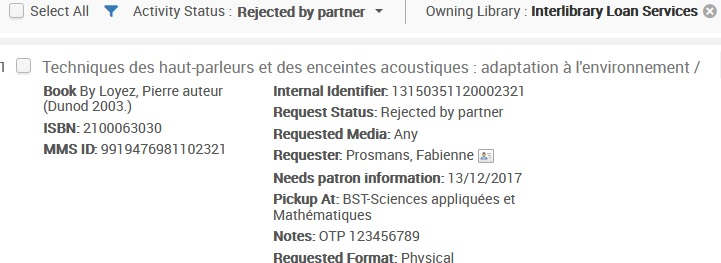 Select All Activity Status : Rejected by partner Owning Library : Interlibrary Loan Services
1 Techniques des haut-parleurs et des enceintes acoustiques : adaptation à l'environnement /
Book By Loyez, Pierre auteur
(Dunod 2003.)
ISBN: 2100063030
MMS ID: 9919476981102321
Internal Identifier: 13150351120002321
Request Status: Rejected by partner
Requested Media: Any
Requester: Prosmans, Fabienne
Needs patron information: 13/12/2017
Pickup At: BST-Sciences appliquées et
Mathématiques
Notes: OTP 123456789
Requested Format: Physical